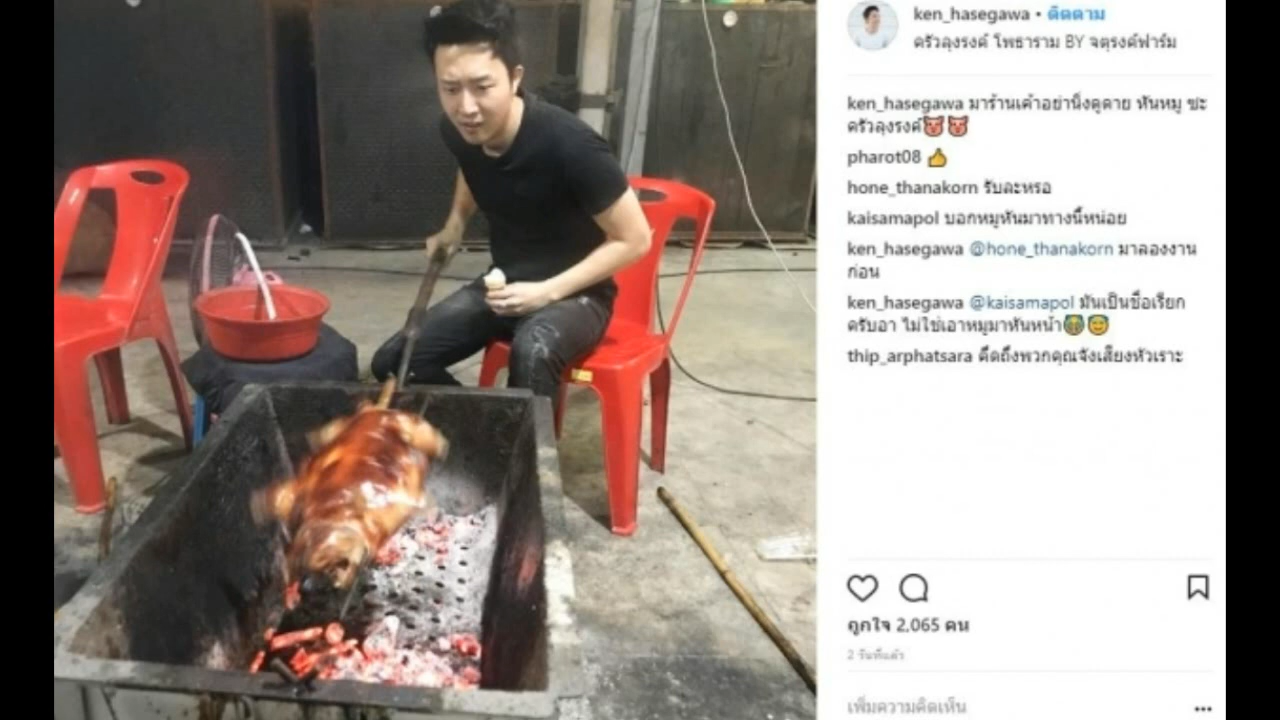 ken_hasegawa • ติดตาม
ครัวลุงรงค์ โพธาราม BY จตุรงค์ฟาร์ม
ken_hasegawa มาร้านเค้าอย่านิ่งดูดาย หันหมู ซะ
ครัวลุงรงค์🐷🐷
pharot08 👍
hone_thanakorn รับละหรอ
kaisamapol บอกหมูหันมาทางนี้หน่อย
ken_hasegawa @hone_thanakorn มาลองงาน
ก่อน
ken_hasegawa @kaisamapol มันเป็นชื่อเรียก
ครับอา ไม่ใช่เอาหมูมาหันหน้า😇
thip_arphatsara คิดถึงพวกคุณจังเสียงหัวเราะ
ถูกใจ 2,065 คน
2 วันที่แล้ว
เพิ่มความคิดเห็น